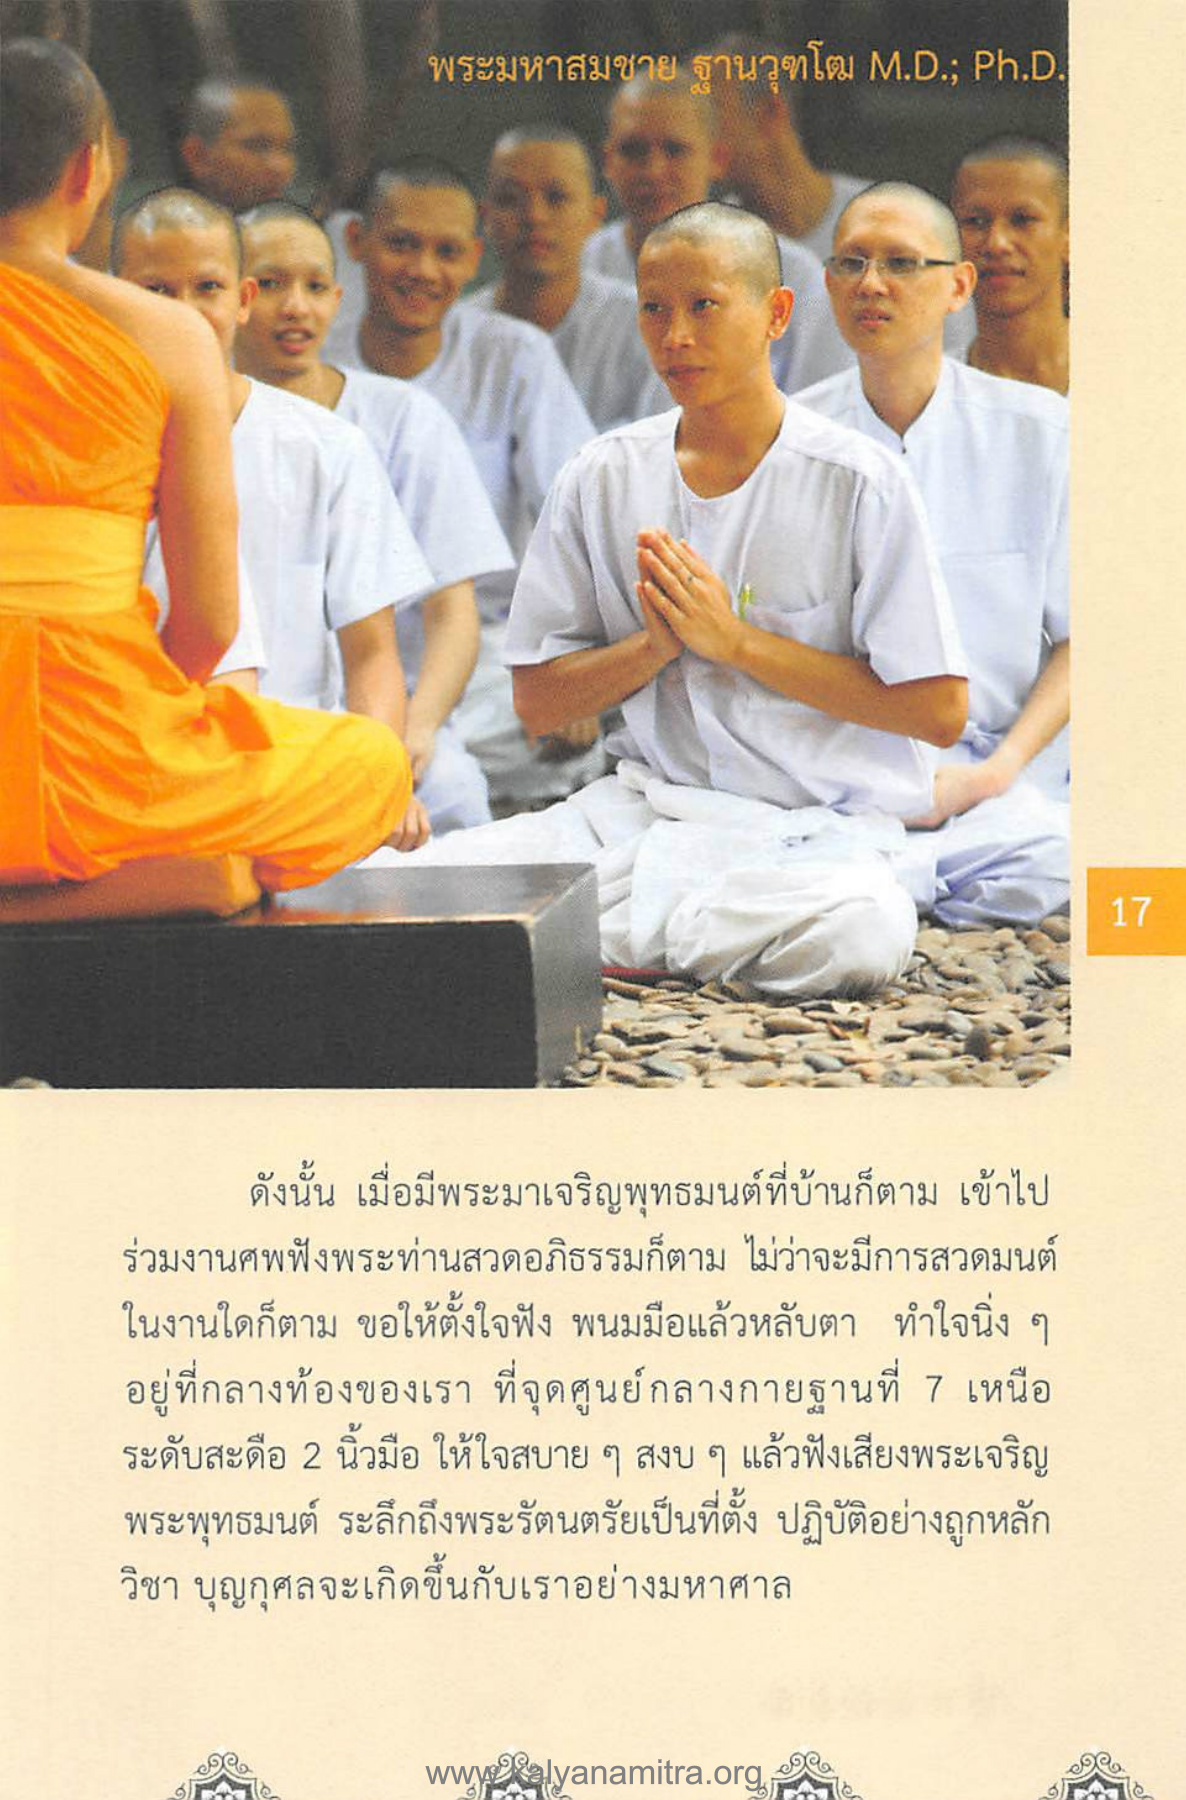 พระมหาสมชาย ฐานวุฑโฒ M.D.; Ph.D.
17
ดังนั้น เมื่อมีพระมาเจริญพุทธมนต์ที่บ้านก็ตาม เข้าไป
ร่วมงานศพฟังพระท่านสวดอภิธรรมก็ตาม ไม่ว่าจะมีการสวดมนต์
ในงานใดก็ตาม ขอให้ตั้งใจฟัง พนมมือแล้วหลับตา ทำใจนิ่ง ๆ
อยู่ที่กลางท้องของเรา ที่จุดศูนย์กลางกายฐานที่ 7 เหนือ
ระดับสะดือ 2 นิ้วมือ ให้ใจสบาย ๆ สงบ ๆ แล้วฟังเสียงพระเจริญ
พระพุทธมนต์ ระลึกถึงพระรัตนตรัยเป็นที่ตั้ง ปฏิบัติอย่างถูกหลัก
วิชา บุญกุศลจะเกิดขึ้นกับเราอย่างมหาศาล
www.kalyanamitra.org